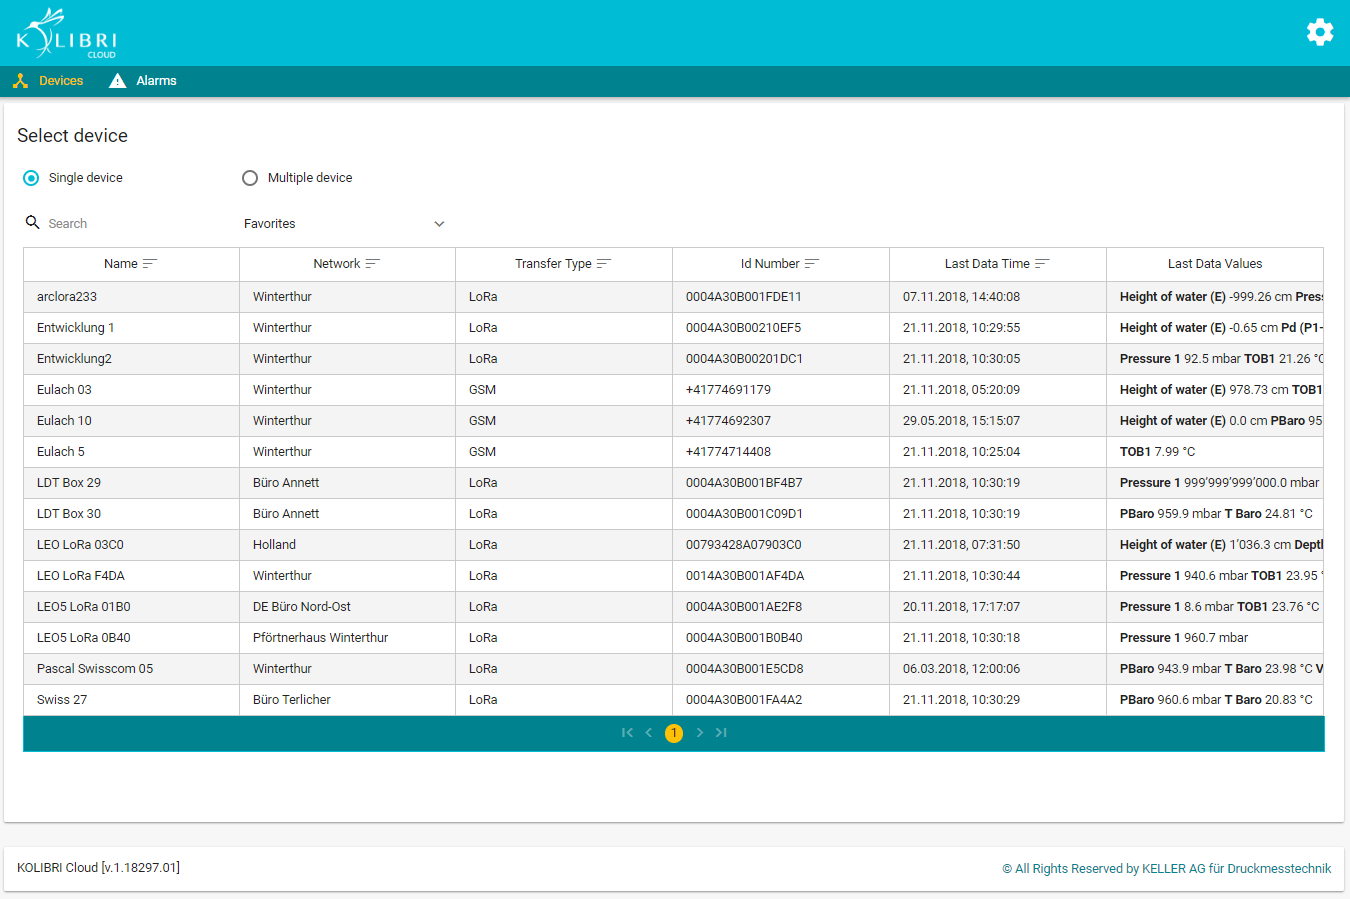 KOLIBRI
CLOUD
Devices Alarms
Select device
Single device Multiple device
Search Favorites
Name Network Transfer Type Id Number Last Data Time Last Data Values
arclora233 Winterthur LoRa 0004A30B001FDE11 07.11.2018, 14:40:08 Height of water (E) -999.26 cm Press
Entwicklung 1 Winterthur LoRa 0004A30B00210EF5 21.11.2018, 10:29:55 Height of water (E) -0.65 cm Pd (P1-
Entwicklung2 Winterthur LoRa 0004A30B00201DC1 21.11.2018, 10:30:05 Pressure 1 92.5 mbar TOB1 21.26 °C
Eulach 03 Winterthur GSM +41774691179 21.11.2018, 05:20:09 Height of water (E) 978.73 cm TOB1
Eulach 10 Winterthur GSM +41774692307 29.05.2018, 15:15:07 Height of water (E) 0.0 cm PBaro 95
Eulach 5 Winterthur GSM +41774714408 21.11.2018, 10:25:04 TOB1 7.99 °C
LDT Box 29 Büro Annett LoRa 0004A30B001BF4B7 21.11.2018, 10:30:19 Pressure 1 999’999’999’000.0 mbar
LDT Box 30 Büro Annett LoRa 0004A30B001C09D1 21.11.2018, 10:30:19 PBaro 959.9 mbar T Baro 24.81 °C
LEO LoRa 03C0 Holland LoRa 00793428A07903C0 21.11.2018, 07:31:50 Height of water (E) 1’036.3 cm Depth
LEO LoRa F4DA Winterthur LoRa 0014A30B001AF4DA 21.11.2018, 10:30:44 Pressure 1 940.6 mbar TOB1 23.95 °
LEO5 LoRa 01B0 DE Büro Nord-Ost LoRa 0004A30B001AE2F8 20.11.2018, 17:17:07 Pressure 1 8.6 mbar TOB1 23.76 °C
LEO5 LoRa 0B40 Pförtnerhaus Winterthur LoRa 0004A30B001B0B40 21.11.2018, 10:30:18 Pressure 1 960.7 mbar
Pascal Swisscom 05 Winterthur LoRa 0004A30B001E5CD8 06.03.2018, 12:00:06 PBaro 943.9 mbar T Baro 23.98 °C V
Swiss 27 Büro Terlicher LoRa 0004A30B001FA4A2 21.11.2018, 10:30:29 PBaro 960.6 mbar T Baro 20.83 °C
1
KOLIBRI Cloud [v.1.18297.01] © All Rights Reserved by KELLER AG für Druckmesstechnik